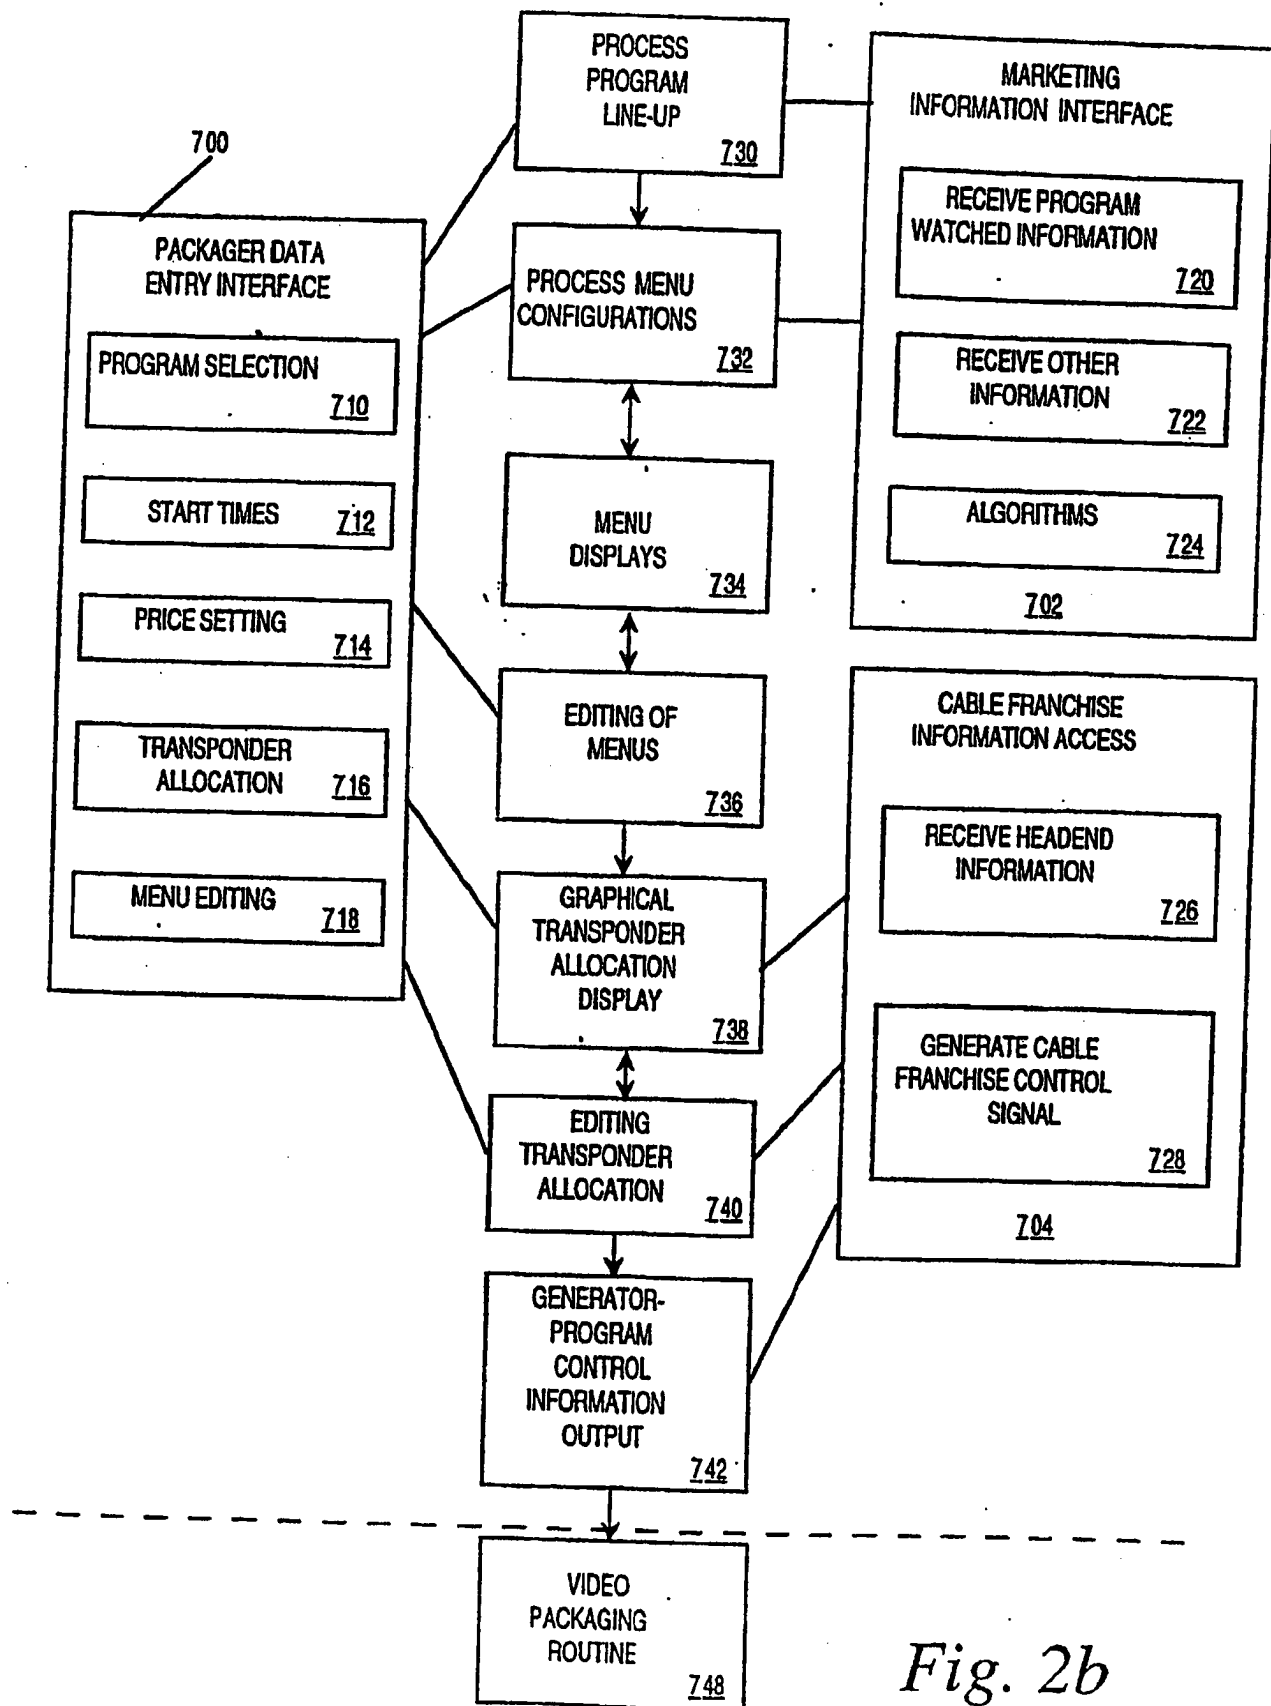 700
PACKAGER DATA
ENTRY INTERFACE
PROGRAM SELECTION
710
START TIMES 712
PRICE SETTING
714
TRANSPONDER
ALLOCATION 716
MENU EDITING
718
PROCESS
PROGRAM
LINE-UP
730
PROCESS MENU
CONFIGURATIONS
732
MENU
DISPLAYS
734
EDITING OF
MENUS
736
GRAPHICAL
TRANSPONDER
ALLOCATION
DISPLAY
738
EDITING
TRANSPONDER
ALLOCATION
740
GENERATOR-
PROGRAM
CONTROL
INFORMATION
OUTPUT
742
VIDEO
PACKAGING
ROUTINE
748
MARKETING
INFORMATION INTERFACE
RECEIVE PROGRAM
WATCHED INFORMATION
720
RECEIVE OTHER
INFORMATION
722
ALGORITHMS
724
702
CABLE FRANCHISE
INFORMATION ACCESS
RECEIVE HEADEND
INFORMATION
726
GENERATE CABLE
FRANCHISE CONTROL
SIGNAL
728
704
Fig. 2b